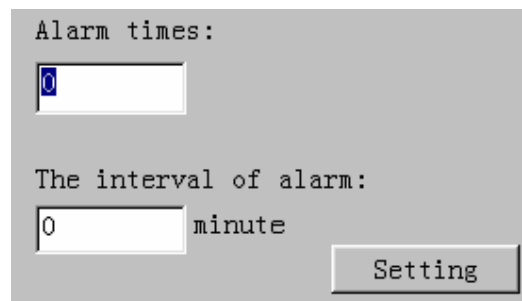 Alarm times:
0
The interval of alarm:
0 minute
Setting